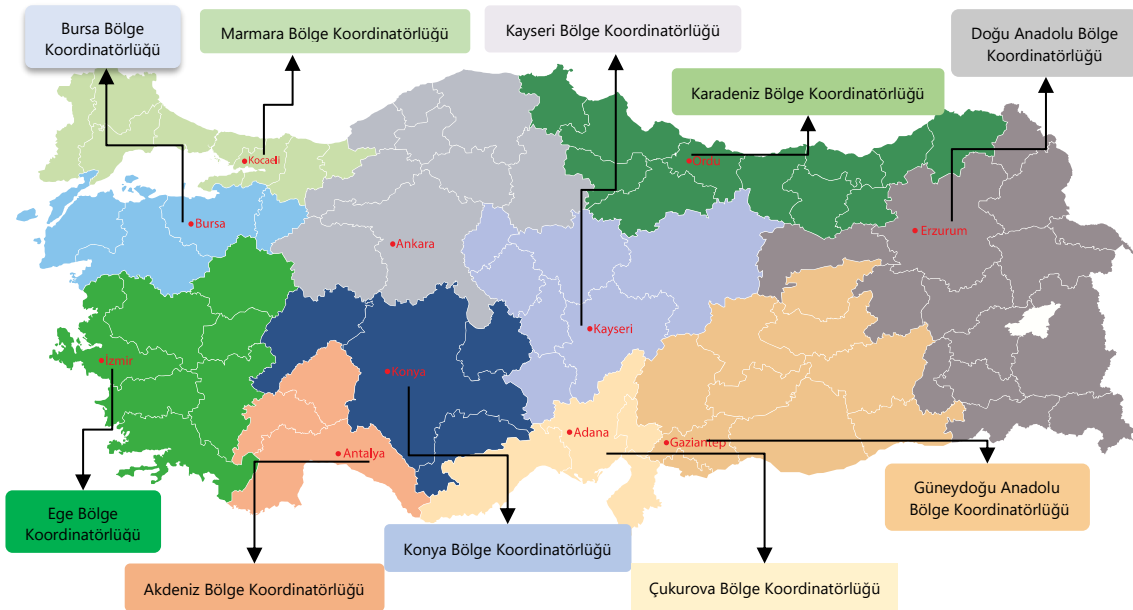 Bursa Bölge
Koordinatörlüğü
Marmara Bölge Koordinatörlüğü
Kayseri Bölge Koordinatörlüğü
Doğu Anadolu Bölge
Koordinatörlüğü
Karadeniz Bölge Koordinatörlüğü
Kocaeli
Ordu
Bursa
Ankara
Erzurum
Kayseri
İzmir
Konya
Adana
Gaziantep
Antalya
Güneydoğu Anadolu
Bölge Koordinatörlüğü
Ege Bölge
Koordinatörlüğü
Konya Bölge Koordinatörlüğü
Akdeniz Bölge Koordinatörlüğü
Çukurova Bölge Koordinatörlüğü